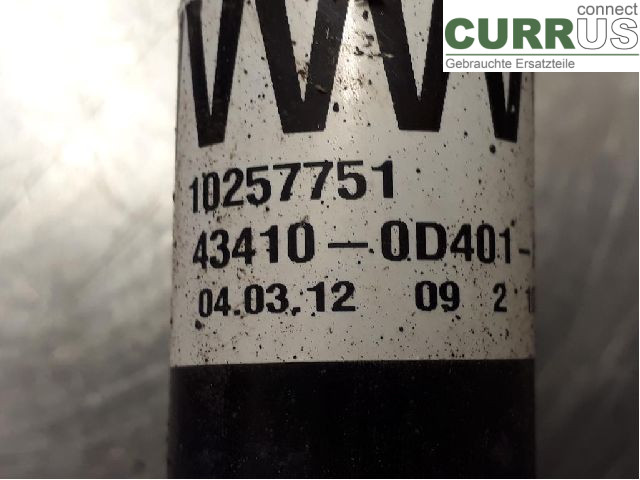 connect
CURRUS
Gebrauchte Ersatzteile
10257751
43410-0D401-
04.03.12 09 2